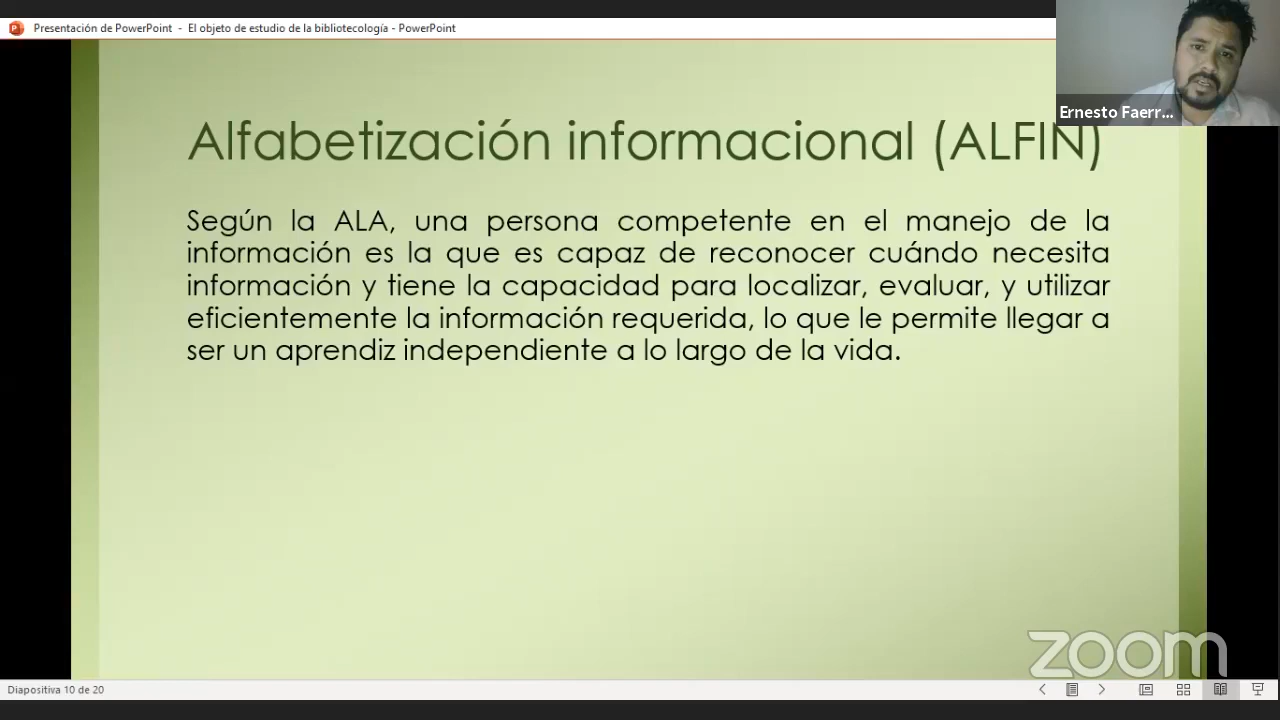 Presentación de PowerPoint - El objeto de estudio de la bibliotecología - PowerPoint
Ernesto Faerr...
Alfabetización informacional (ALFIN)
Según la ALA, una persona competente en el manejo de la
información es la que es capaz de reconocer cuándo necesita
información y tiene la capacidad para localizar, evaluar, y utilizar
eficientemente la información requerida, lo que le permite llegar a
ser un aprendiz independiente a lo largo de la vida.
zoom
Diapositiva 10 de 20